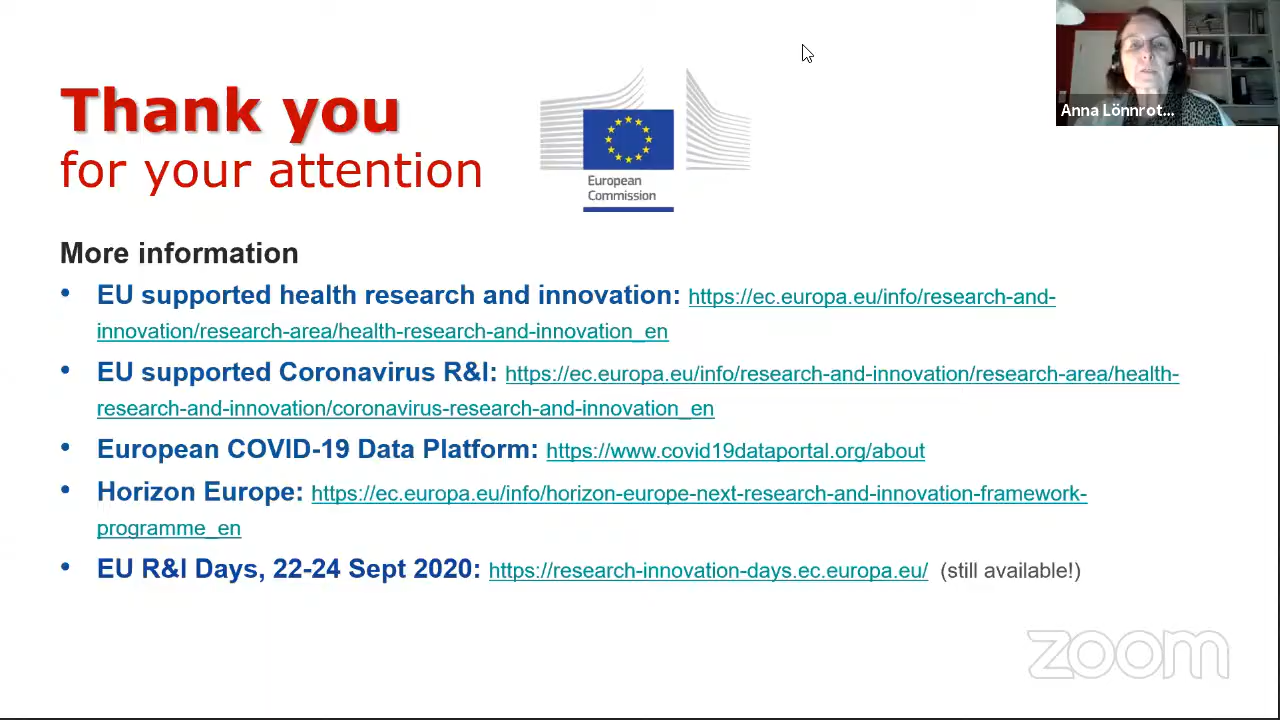 Thank you
for your attention
European
Commission
Anna Lönnrot...
More information
• EU supported health research and innovation: https://ec.europa.eu/info/research-and-
innovation/research-area/health-research-and-innovation_en
• EU supported Coronavirus R&I: https://ec.europa.eu/info/research-and-innovation/research-area/health-
research-and-innovation/coronavirus-research-and-innovation_en
• European COVID-19 Data Platform: https://www.covid19dataportal.org/about
• Horizon Europe: https://ec.europa.eu/info/horizon-europe-next-research-and-innovation-framework-
programme_en
• EU R&I Days, 22-24 Sept 2020: https://research-innovation-days.ec.europa.eu/ (still available!)
zoom